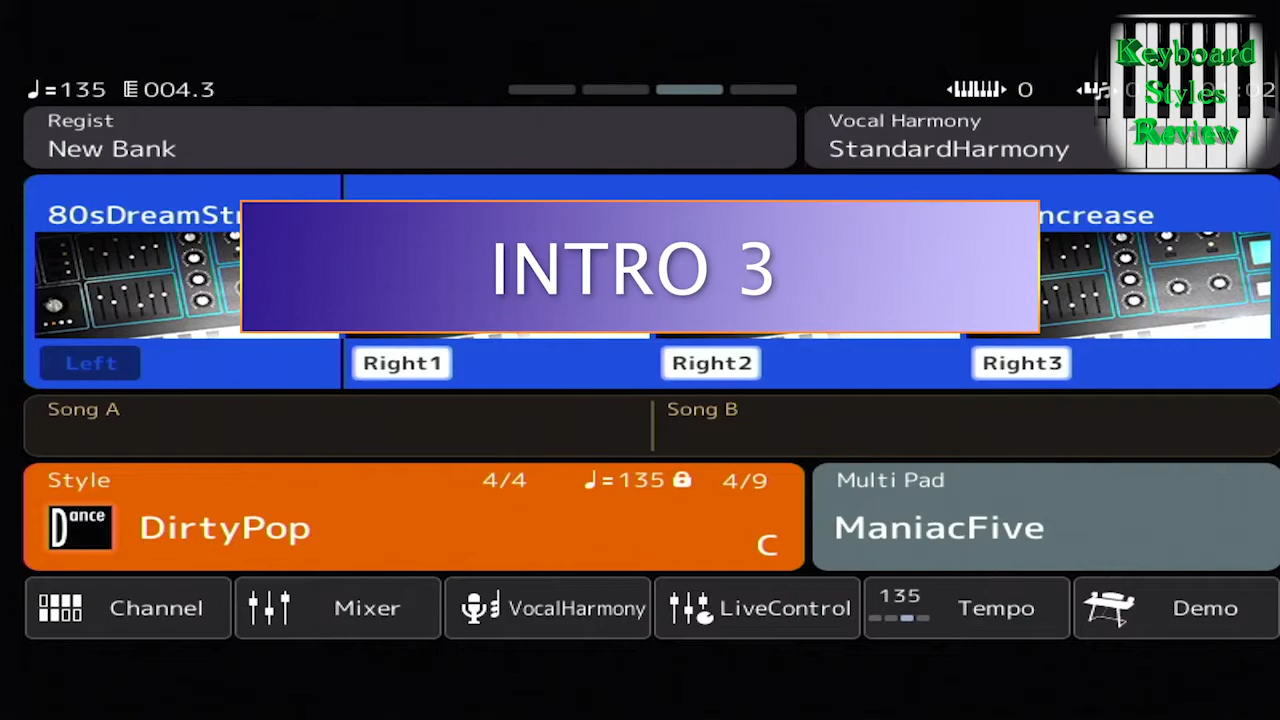 =135 004.3
0
02
Keyboard
Styles
Review
Regist
New Bank
Vocal Harmony
StandardHarmony
80sDreamStr
ncrease
INTRO 3
Left
Right1
Right2
Right3
Song A
Song B
Style 4/4 =135 4/9
Dance
DirtyPop
C
Multi Pad
ManiacFive
Channel
Mixer
VocalHarmony
LiveControl
135
Tempo
Demo